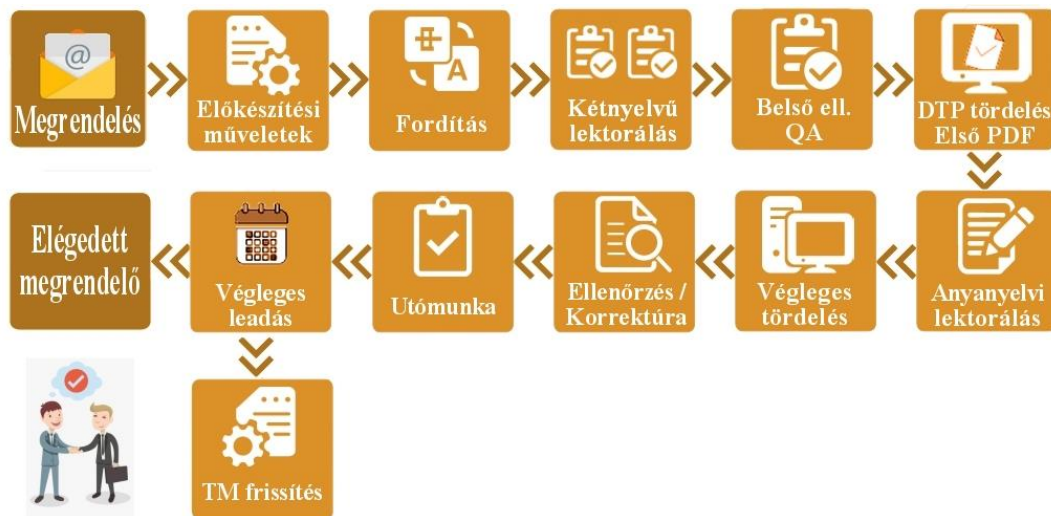 @
Megrendelés
Előkészítési
műveletek
A
Fordítás
Kétnyelvű
lektorálás
Belső ell.
QA
DTP tördelés
Első PDF
Anyanyelvi
lektorálás
Végleges
tördelés
Ellenőrzés /
Korrektúra
Utómunka
Végleges
leadás
Elégedett
megrendelő
TM frissítés